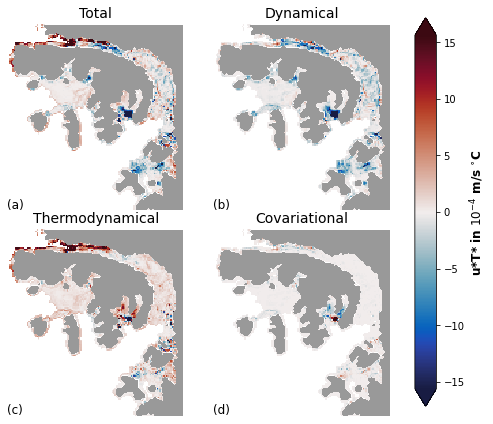 Total Dynamical
15
10
5
0
−5
−10
−15
u*T* in 10⁻⁴ m/s °C
(a) (b)
Thermodynamical Covariational
(c) (d)